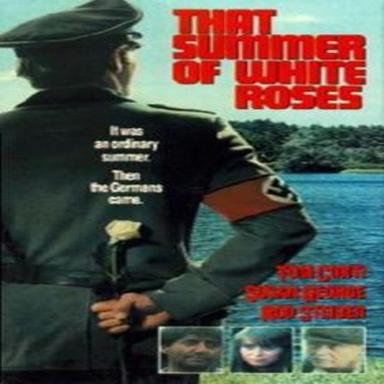 THAT
SUMMER
OF WHITE
ROSES
It was
an ordinary
summer.
Then
the Germans
came.
TOM CONTI
SUSAN GEORGE
ROD STEIGER